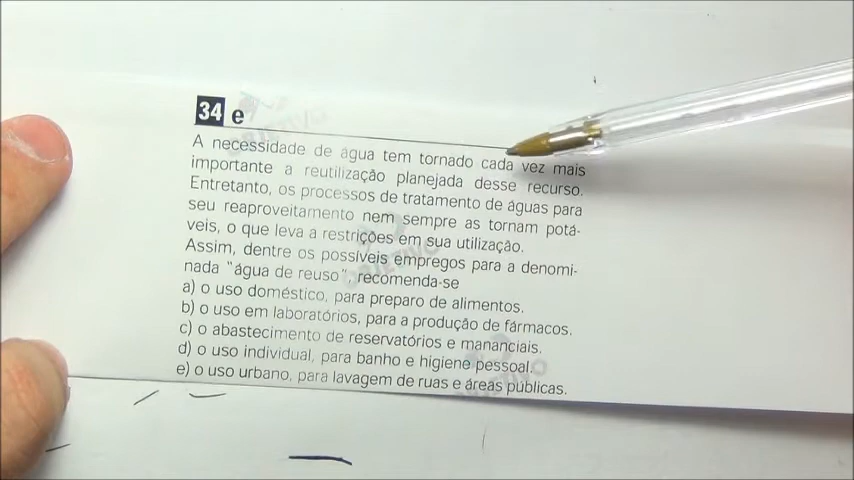 34 e
A necessidade de água tem tornado cada vez mais
importante a reutilização planejada desse recurso.
Entretanto, os processos de tratamento de águas para
seu reaproveitamento nem sempre as tornam potá-
veis, o que leva a restrições em sua utilização.
Assim, dentre os possíveis empregos para a denomi-
nada "água de reuso", recomenda-se
a) o uso doméstico, para preparo de alimentos.
b) o uso em laboratórios, para a produção de fármacos.
c) o abastecimento de reservatórios e mananciais.
d) o uso individual, para banho e higiene pessoal.
e) o uso urbano, para lavagem de ruas e áreas públicas.